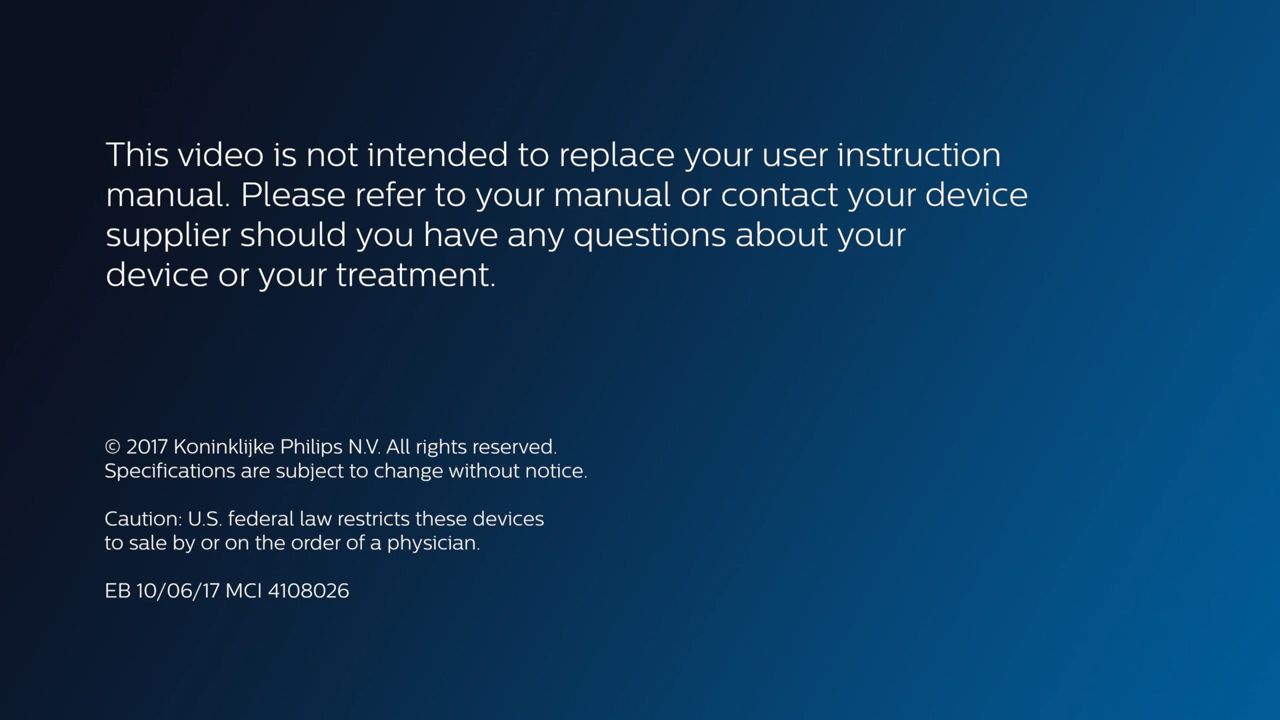 This video is not intended to replace your user instruction
manual. Please refer to your manual or contact your device
supplier should you have any questions about your
device or your treatment.
© 2017 Koninklijke Philips N.V. All rights reserved.
Specifications are subject to change without notice.
Caution: U.S. federal law restricts these devices
to sale by or on the order of a physician.
EB 10/06/17 MCI 4108026